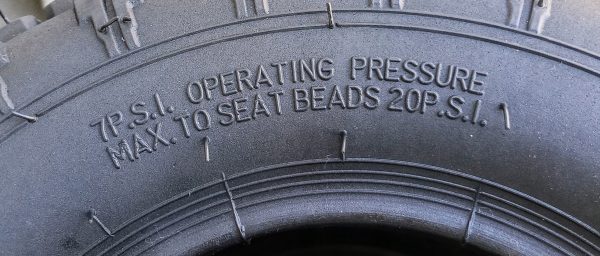 7P.S.I. OPERATING PRESSURE
MAX. TO SEAT BEADS 20P.S.I.